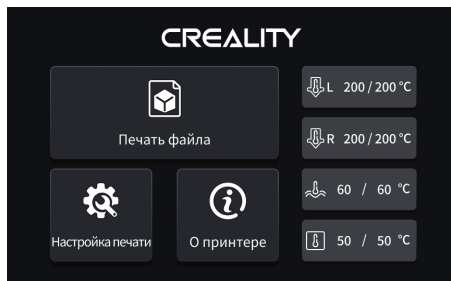 CREALITY
Печать файла
Настройка печати
О принтере
L 200 / 200 °C
R 200 / 200 °C
60 / 60 °C
50 / 50 °C